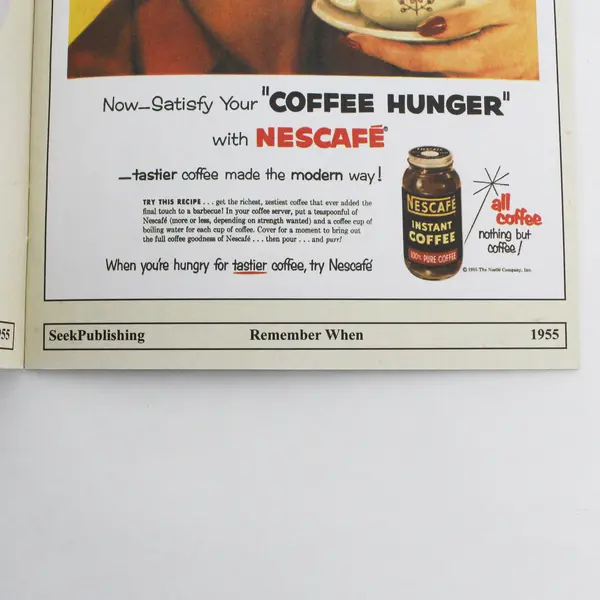 Now—Satisfy Your "COFFEE HUNGER"
with NESCAFÉ®
—tastier coffee made the modern way!
TRY THIS RECIPE . . . get the richest, zestiest coffee that ever added the
final touch to a barbecue! In your coffee server, put a teaspoonful of
Nescafé (more or less, depending on strength wanted) and a coffee cup of
boiling water for each cup of coffee. Cover for a moment to bring out
the full coffee goodness of Nescafé . . . then pour . . . and purr!
When you're hungry for tastier coffee, try Nescafé
NESCAFÉ
INSTANT
COFFEE
100% PURE COFFEE
all
coffee
nothing but
coffee!
© 1955 The Nestlé Company, Inc.
55
SeekPublishing Remember When 1955